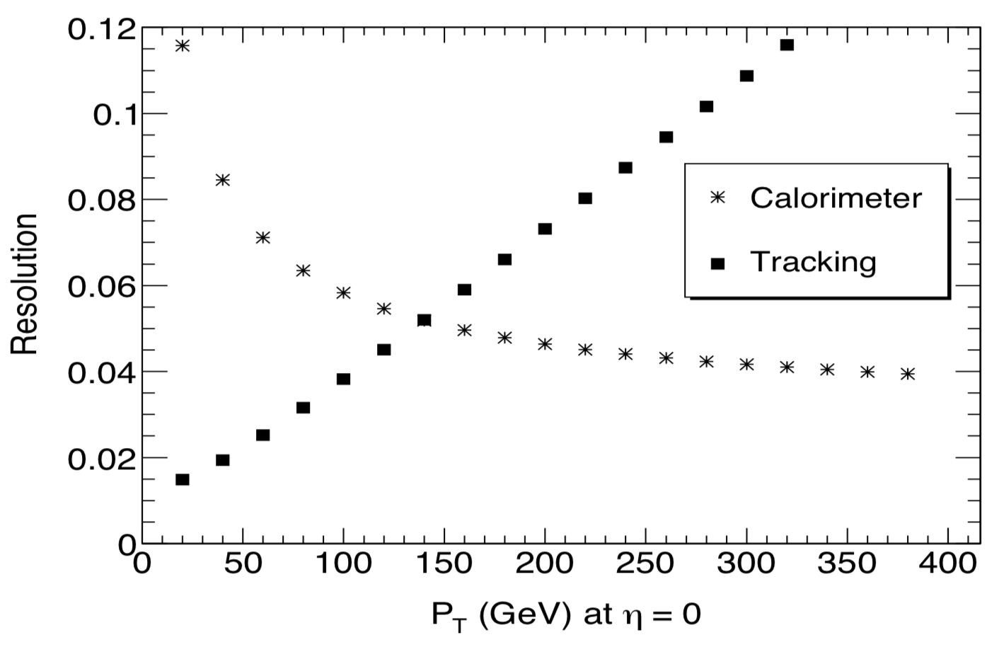 0.12
0.1
0.08
0.06
0.04
0.02
0
Resolution
Calorimeter
Tracking
0 50 100 150 200 250 300 350 400
P_T (GeV) at η = 0